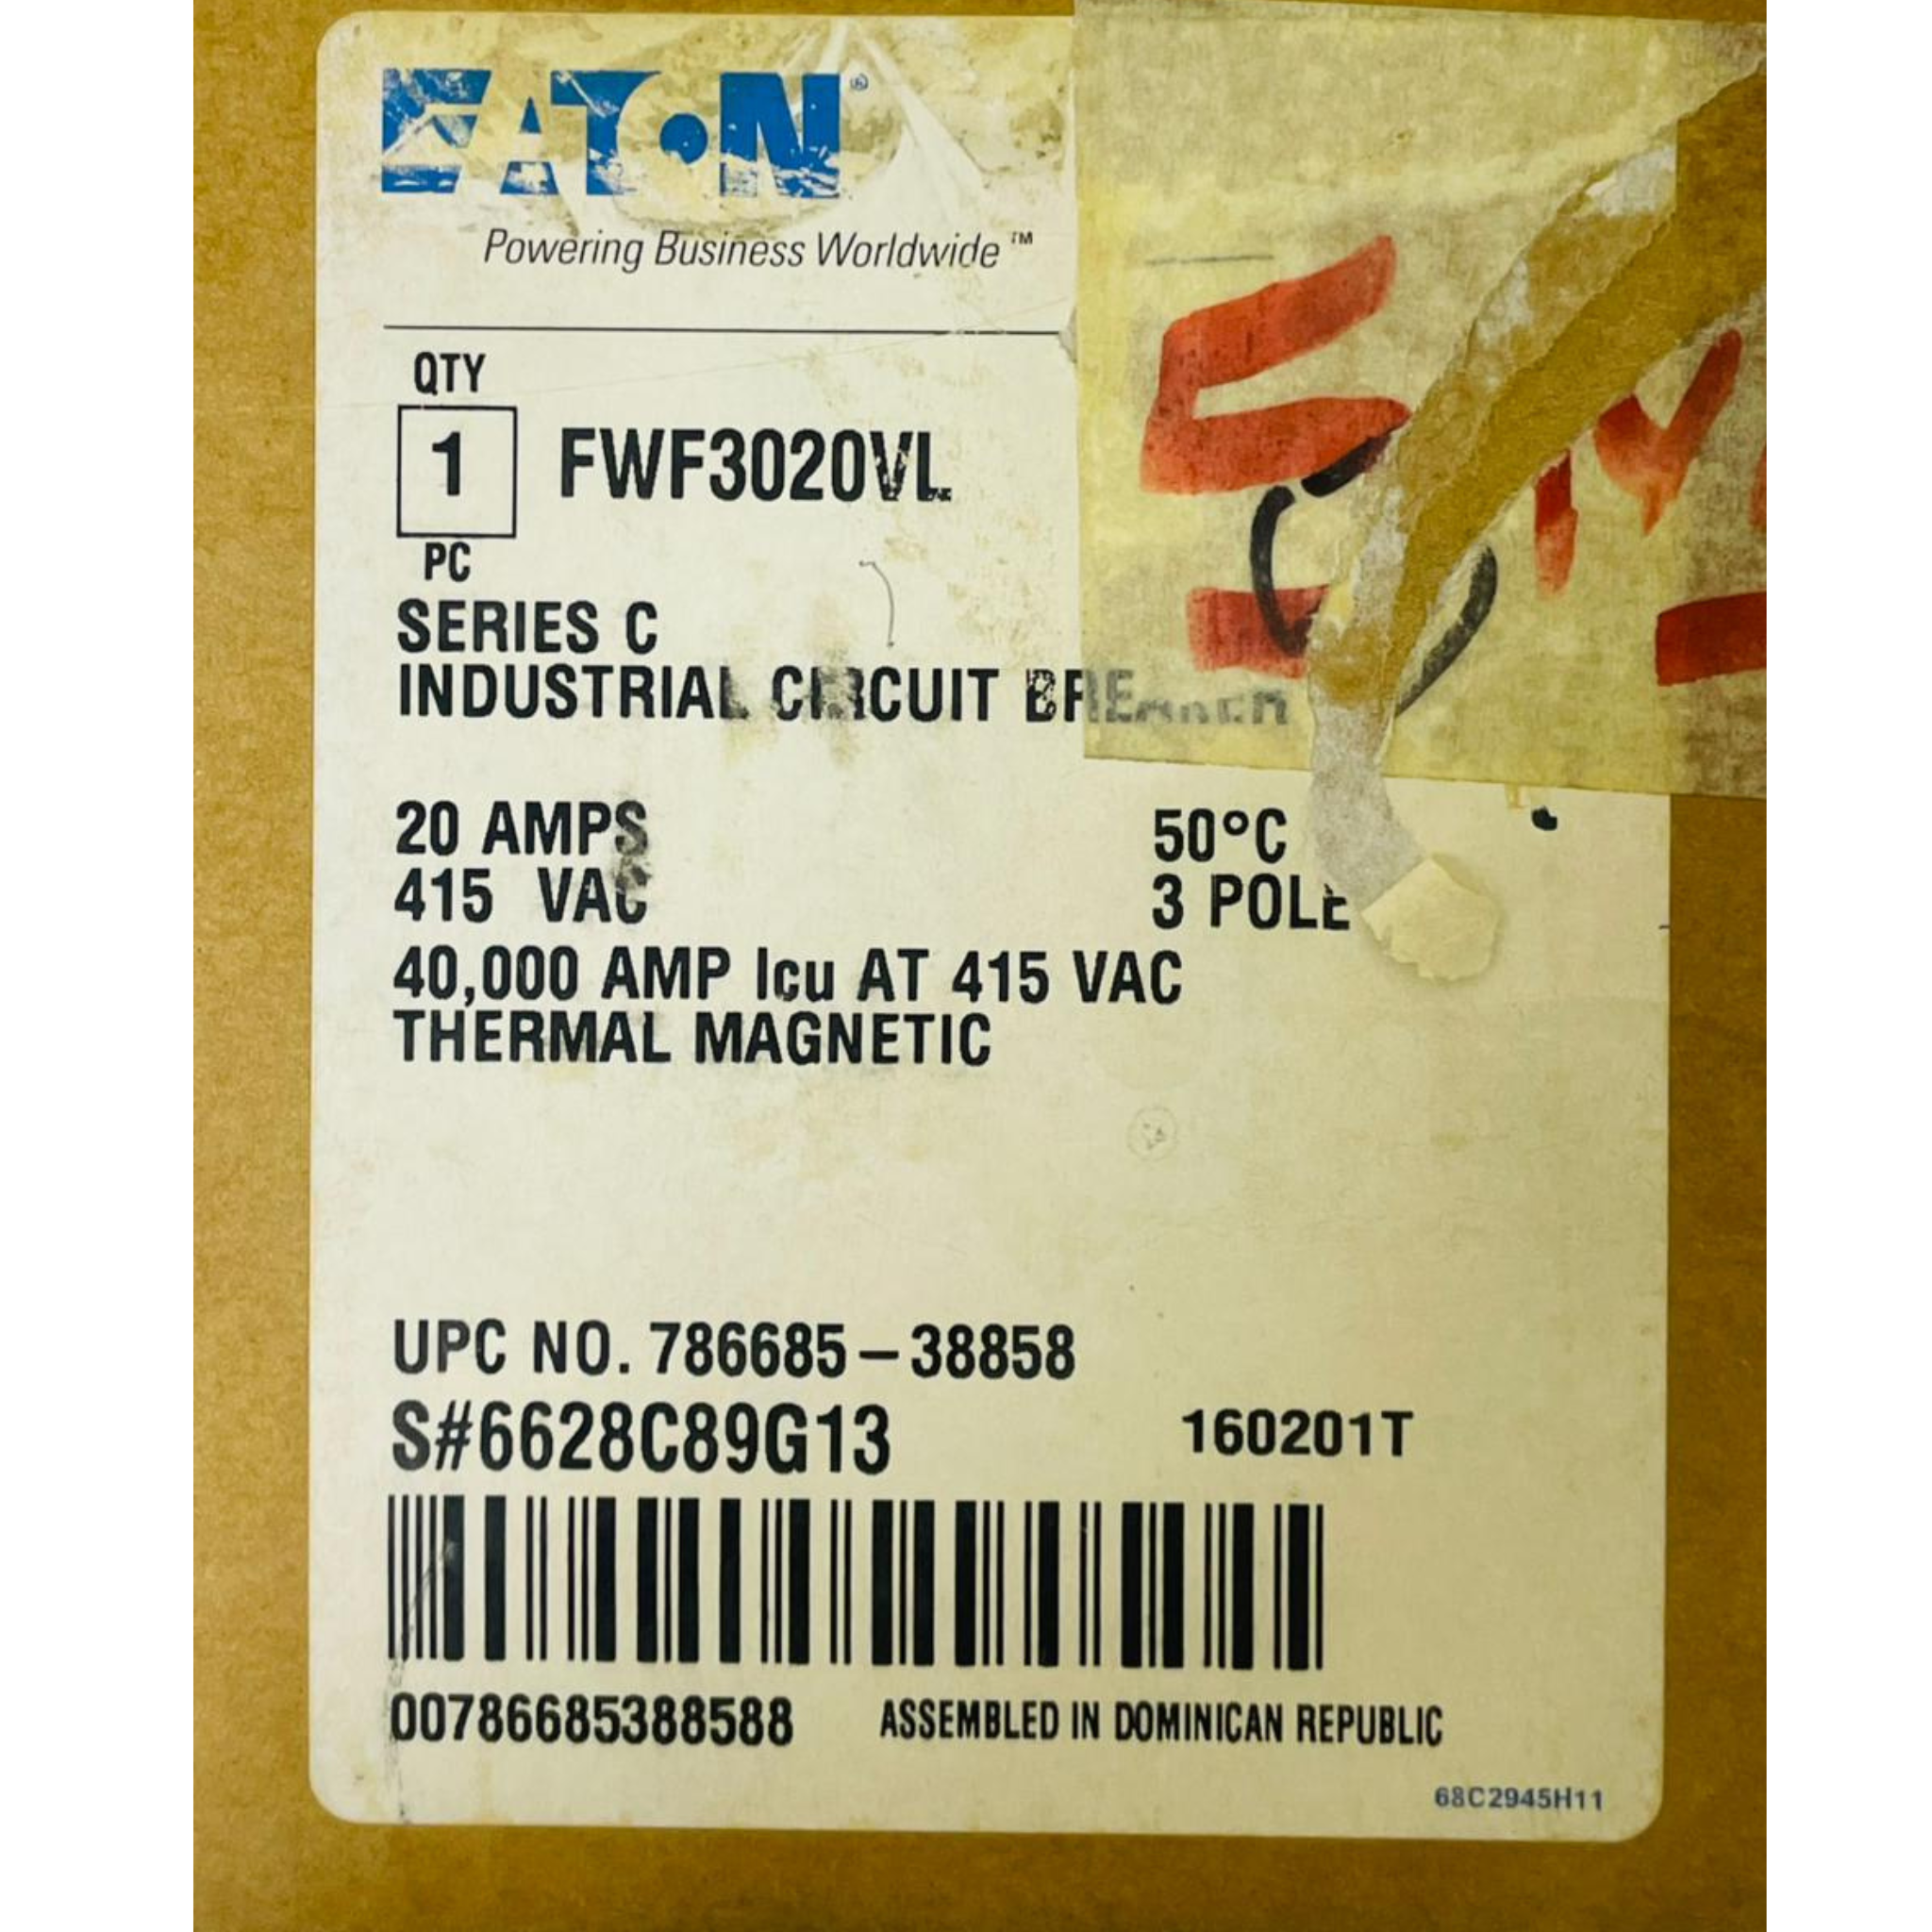 EATON®
Powering Business Worldwide™
QTY
1 FWF3020VL
PC
SERIES C
INDUSTRIAL CIRCUIT BREAKER
20 AMPS 50°C
415 VAC 3 POLE
40,000 AMP Icu AT 415 VAC
THERMAL MAGNETIC
UPC NO. 786685–38858
S#6628C89G13 160201T
00786685388588 ASSEMBLED IN DOMINICAN REPUBLIC
68C2945H11